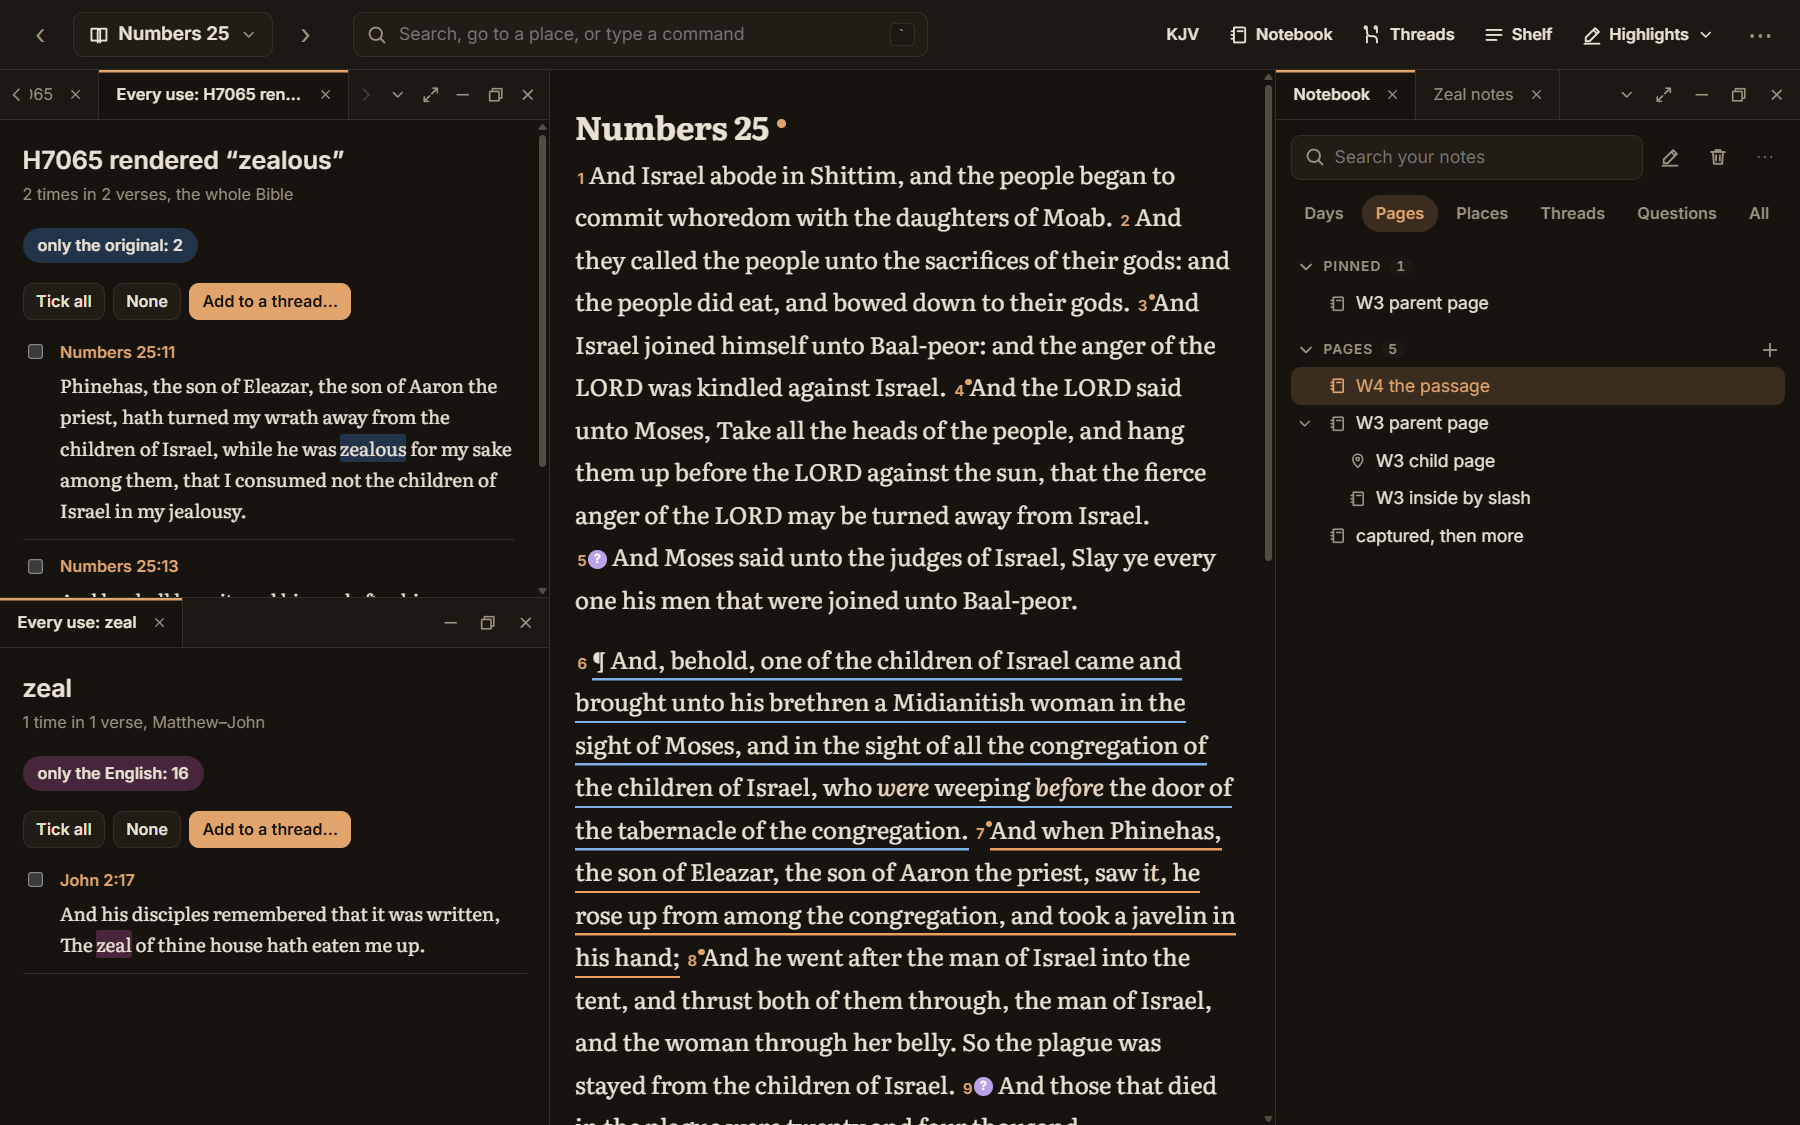 Numbers 25
Search, go to a place, or type a command
`
KJV
Notebook
Threads
Shelf
Highlights
...
065
Every use: H7065 ren...
H7065 rendered “zealous”
2 times in 2 verses, the whole Bible
only the original: 2
Tick all
None
Add to a thread...
Numbers 25:11
Phinehas, the son of Eleazar, the son of Aaron the
priest, hath turned my wrath away from the
children of Israel, while he was zealous for my sake
among them, that I consumed not the children of
Israel in my jealousy.
Numbers 25:13
Every use: zeal
zeal
1 time in 1 verse, Matthew–John
only the English: 16
Tick all
None
Add to a thread...
John 2:17
And his disciples remembered that it was written,
The zeal of thine house hath eaten me up.
Numbers 25
1 And Israel abode in Shittim, and the people began to
commit whoredom with the daughters of Moab. 2 And
they called the people unto the sacrifices of their gods: and
the people did eat, and bowed down to their gods. 3 And
Israel joined himself unto Baal-peor: and the anger of the
LORD was kindled against Israel. 4 And the LORD said
unto Moses, Take all the heads of the people, and hang
them up before the LORD against the sun, that the fierce
anger of the LORD may be turned away from Israel.
5 ? And Moses said unto the judges of Israel, Slay ye every
one his men that were joined unto Baal-peor.
6 ¶ And, behold, one of the children of Israel came and
brought unto his brethren a Midianitish woman in the
sight of Moses, and in the sight of all the congregation of
the children of Israel, who were weeping before the door of
the tabernacle of the congregation. 7 And when Phinehas,
the son of Eleazar, the son of Aaron the priest, saw it, he
rose up from among the congregation, and took a javelin in
his hand; 8 And he went after the man of Israel into the
tent, and thrust both of them through, the man of Israel,
and the woman through her belly. So the plague was
stayed from the children of Israel. 9 ? And those that died
in the plague were twenty and four thousand.
Notebook
Zeal notes
Search your notes
...
Days
Pages
Places
Threads
Questions
All
PINNED 1
W3 parent page
PAGES 5
W4 the passage
W3 parent page
W3 child page
W3 inside by slash
captured, then more